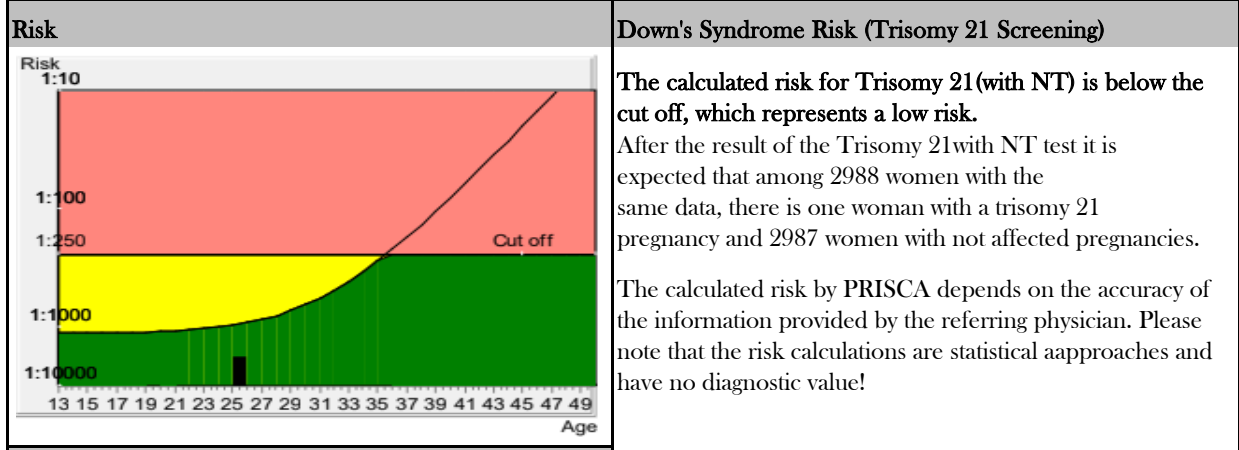 Risk
Down's Syndrome Risk (Trisomy 21 Screening)
Risk
1:10
1:100
1:250
Cut off
1:1000
1:10000
13 15 17 19 21 23 25 27 29 31 33 35 37 39 41 43 45 47 49
Age
The calculated risk for Trisomy 21(with NT) is below the
cut off, which represents a low risk.
After the result of the Trisomy 21with NT test it is
expected that among 2988 women with the
same data, there is one woman with a trisomy 21
pregnancy and 2987 women with not affected pregnancies.
The calculated risk by PRISCA depends on the accuracy of
the information provided by the referring physician. Please
note that the risk calculations are statistical aapproaches and
have no diagnostic value!